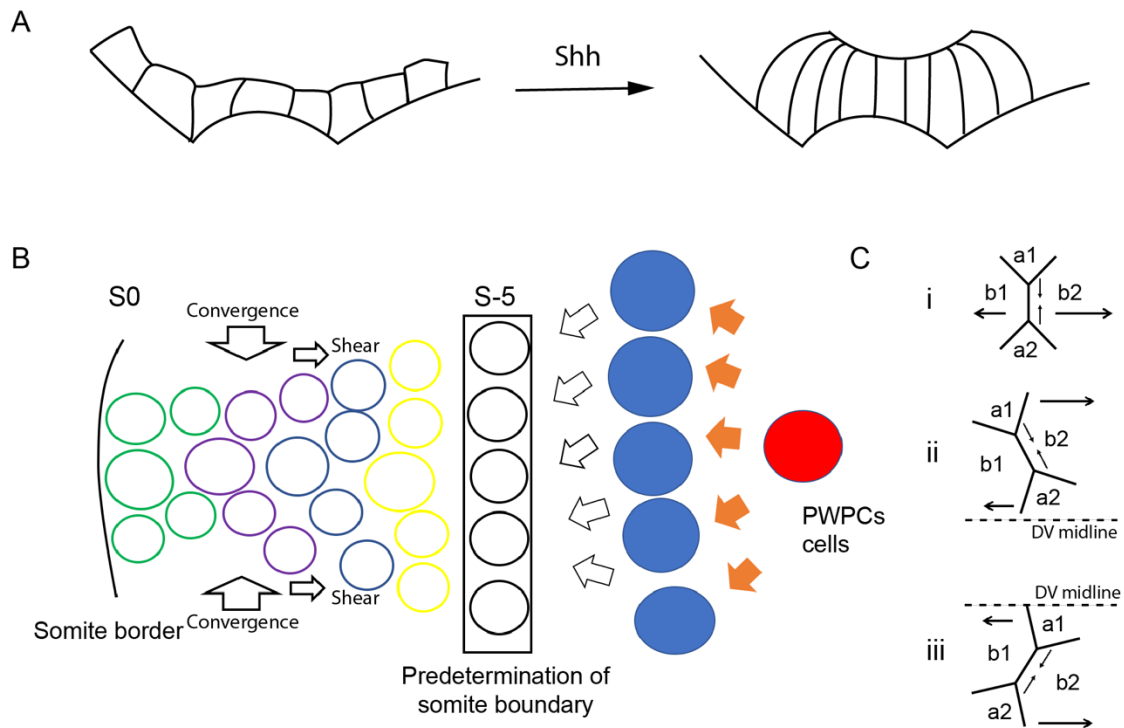 A
Shh
B
S0
Convergence
Shear
S-5
PWPCs
cells
Shear
Convergence
Somite border
Predetermination of
somite boundary
C
i
a1
b1
b2
a2
ii
a1
b2
b1
a2
DV midline
iii
DV midline
a1
b1
b2
a2